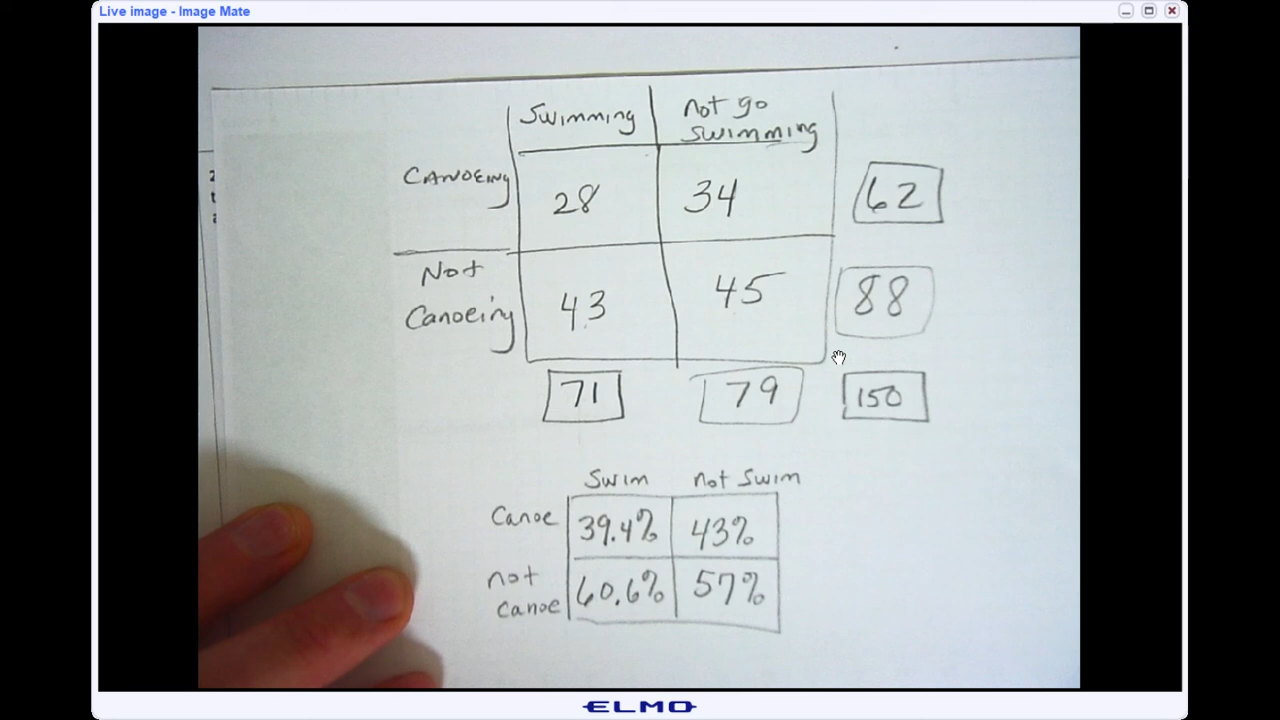 Live image - Image Mate
Swimming not go
swimming
Canoeing 28 34 62
Not
Canoeing 43 45 88
71 79 150
Swim not swim
Canoe 39.4% 43%
not
canoe 60.6% 57%
ELMO